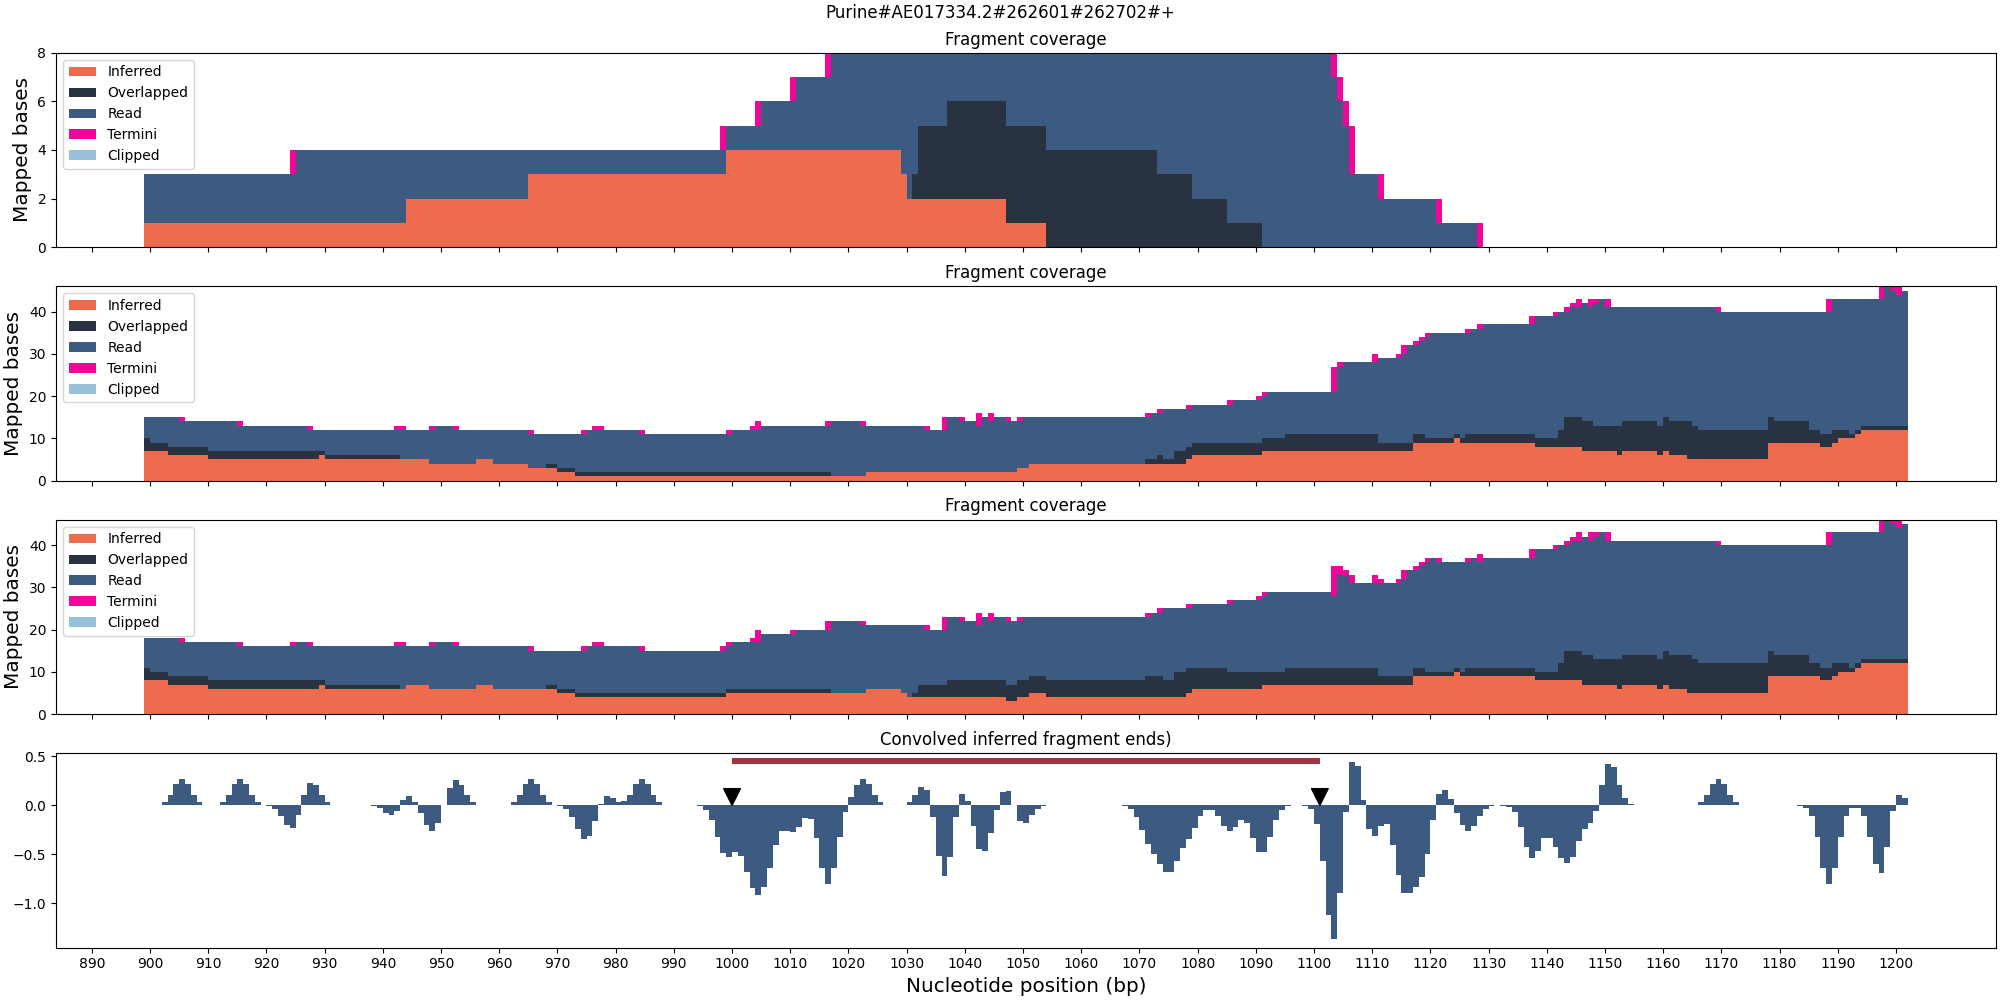 Purine#AE017334.2#262601#262702#+
Fragment coverage
Mapped bases
8
6
4
2
0
Inferred
Overlapped
Read
Termini
Clipped
Fragment coverage
Mapped bases
40
30
20
10
0
Inferred
Overlapped
Read
Termini
Clipped
Fragment coverage
Mapped bases
40
30
20
10
0
Inferred
Overlapped
Read
Termini
Clipped
Convolved inferred fragment ends)
0.5
0.0
−0.5
−1.0
890 900 910 920 930 940 950 960 970 980 990 1000 1010 1020 1030 1040 1050 1060 1070 1080 1090 1100 1110 1120 1130 1140 1150 1160 1170 1180 1190 1200
Nucleotide position (bp)